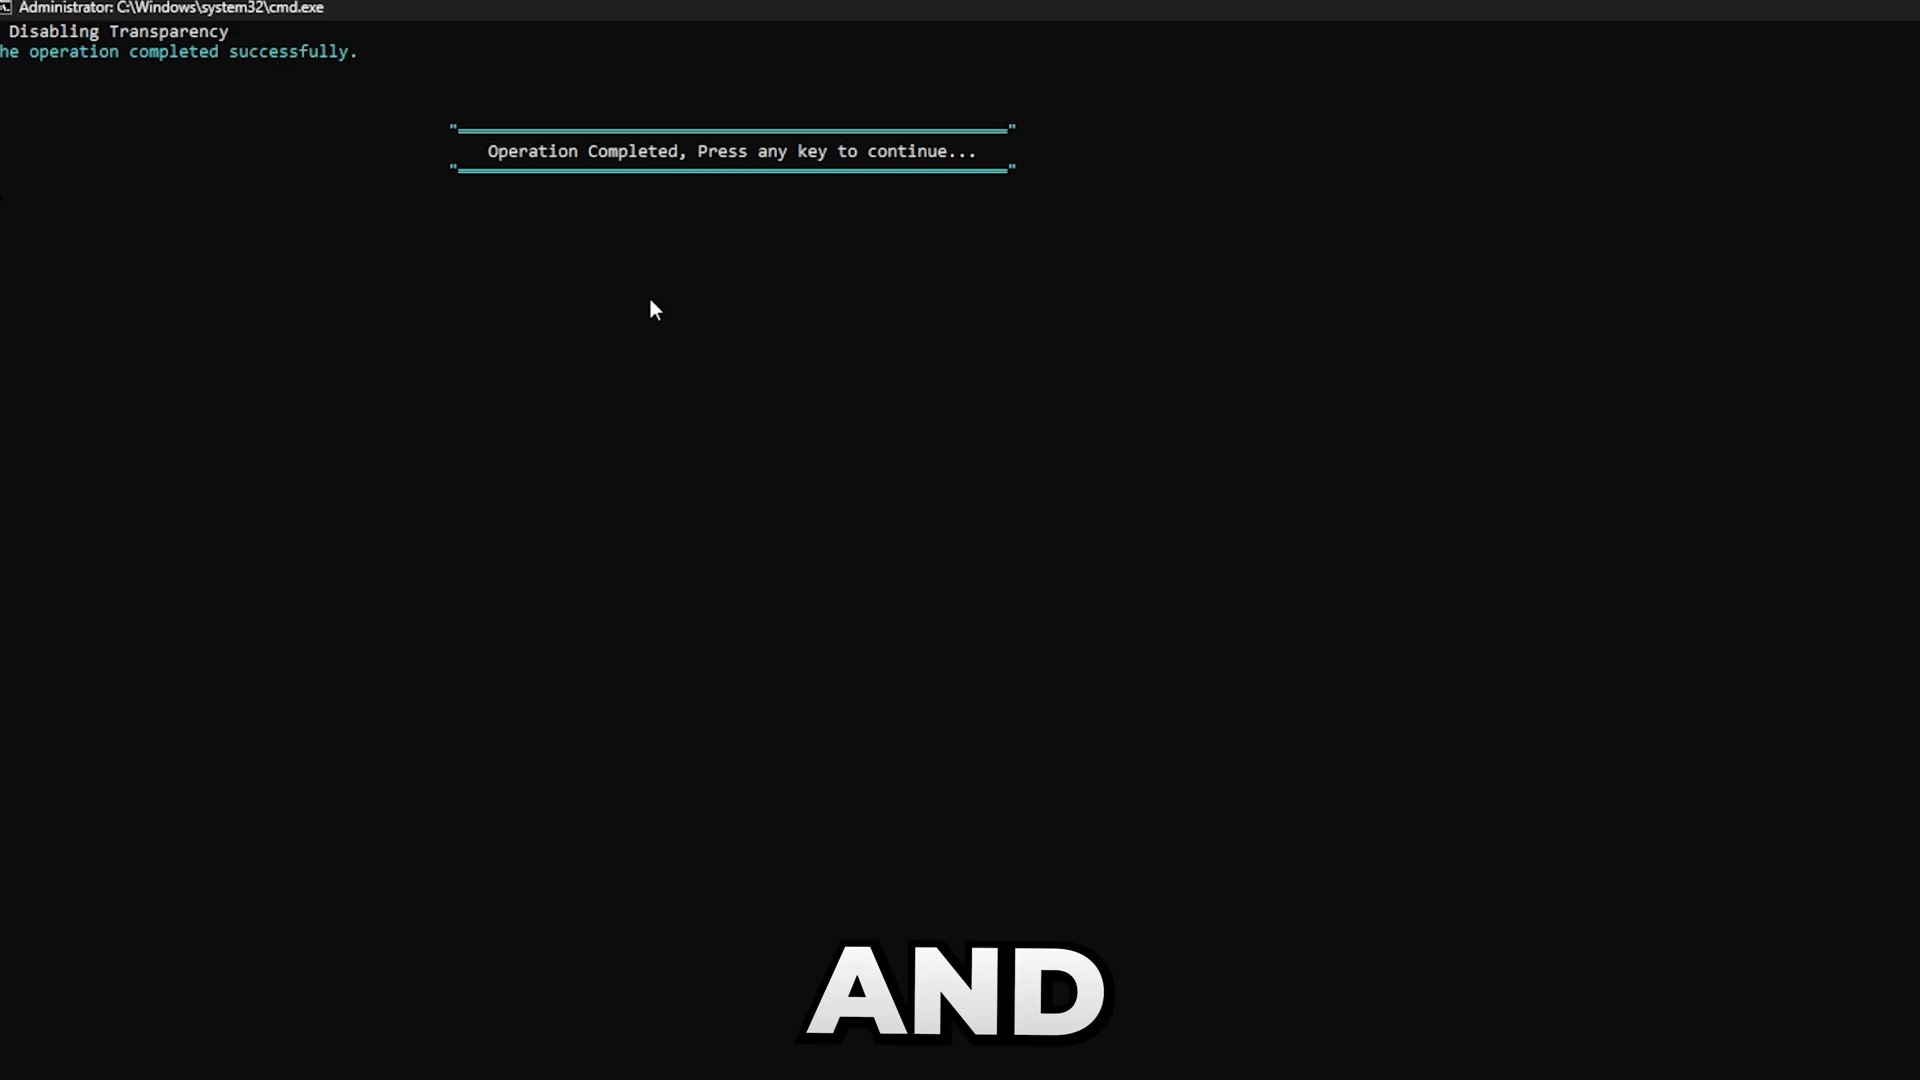 Administrator: C:\Windows\system32\cmd.exe
Disabling Transparency
he operation completed successfully.
"══════════════════════════════════════════════════════="
Operation Completed, Press any key to continue...
"══════════════════════════════════════════════════════="
AND